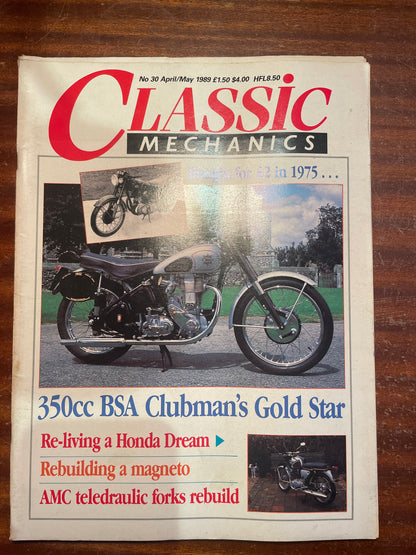 No 30 April/May 1989 £1.50 $4.00 HFL8.50
CLASSiC
MECHANICS
for £2 in 1975 . . .
350cc BSA Clubman's Gold Star
Re-living a Honda Dream
Rebuilding a magneto
AMC teledraulic forks rebuild